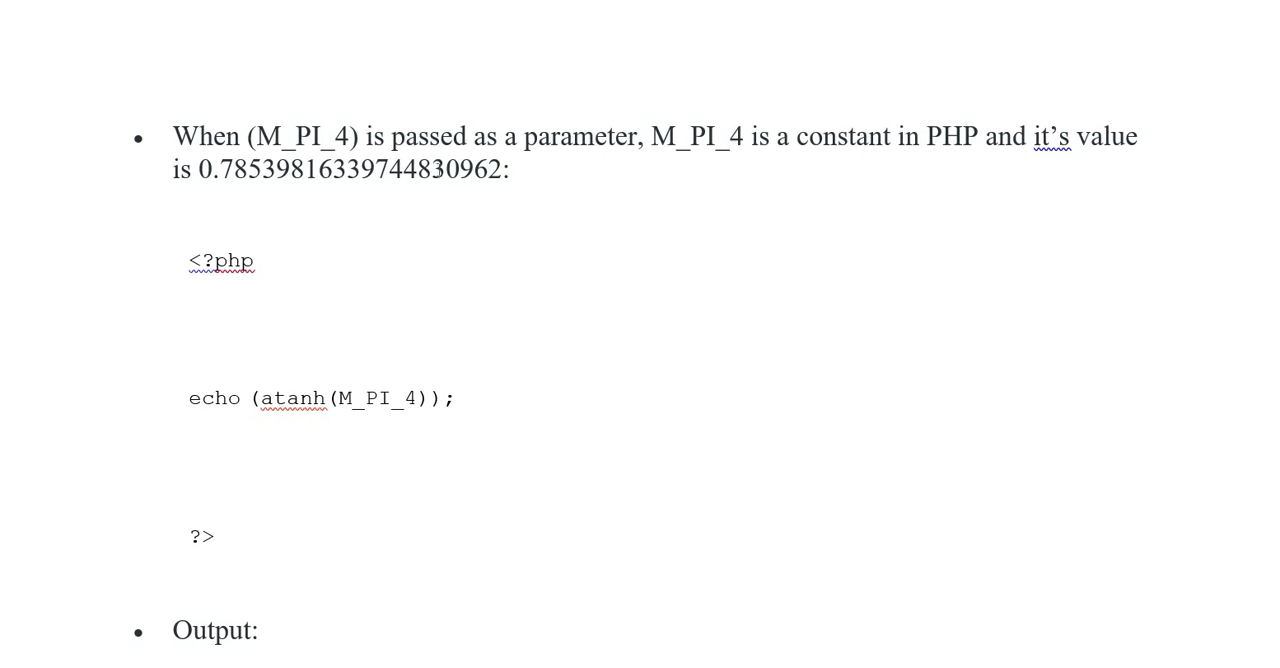 • When (M_PI_4) is passed as a parameter, M_PI_4 is a constant in PHP and it’s value
is 0.78539816339744830962:
<?php
echo (atanh(M_PI_4));
?>
• Output: